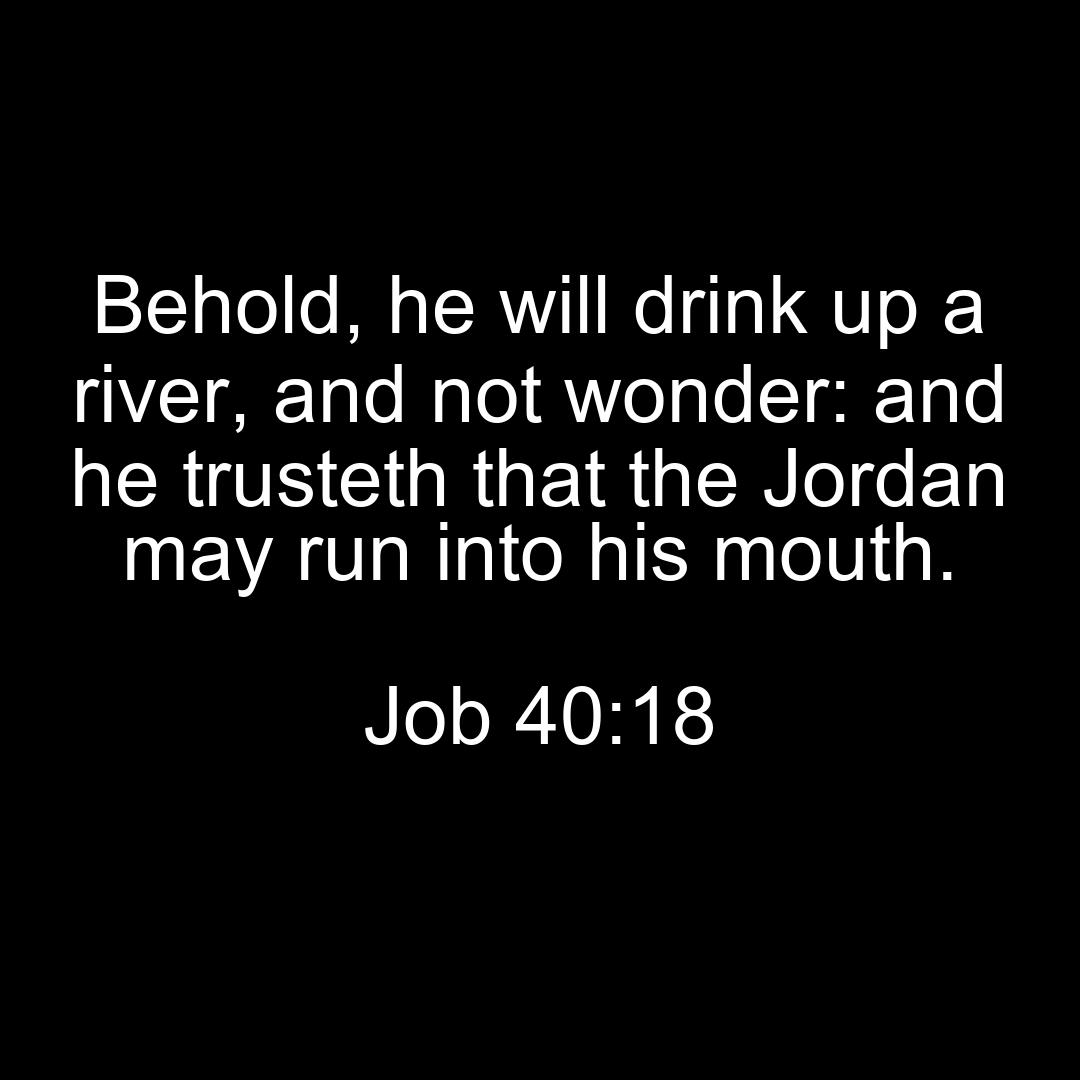 Behold, he will drink up a
river, and not wonder: and
he trusteth that the Jordan
may run into his mouth.
Job 40:18